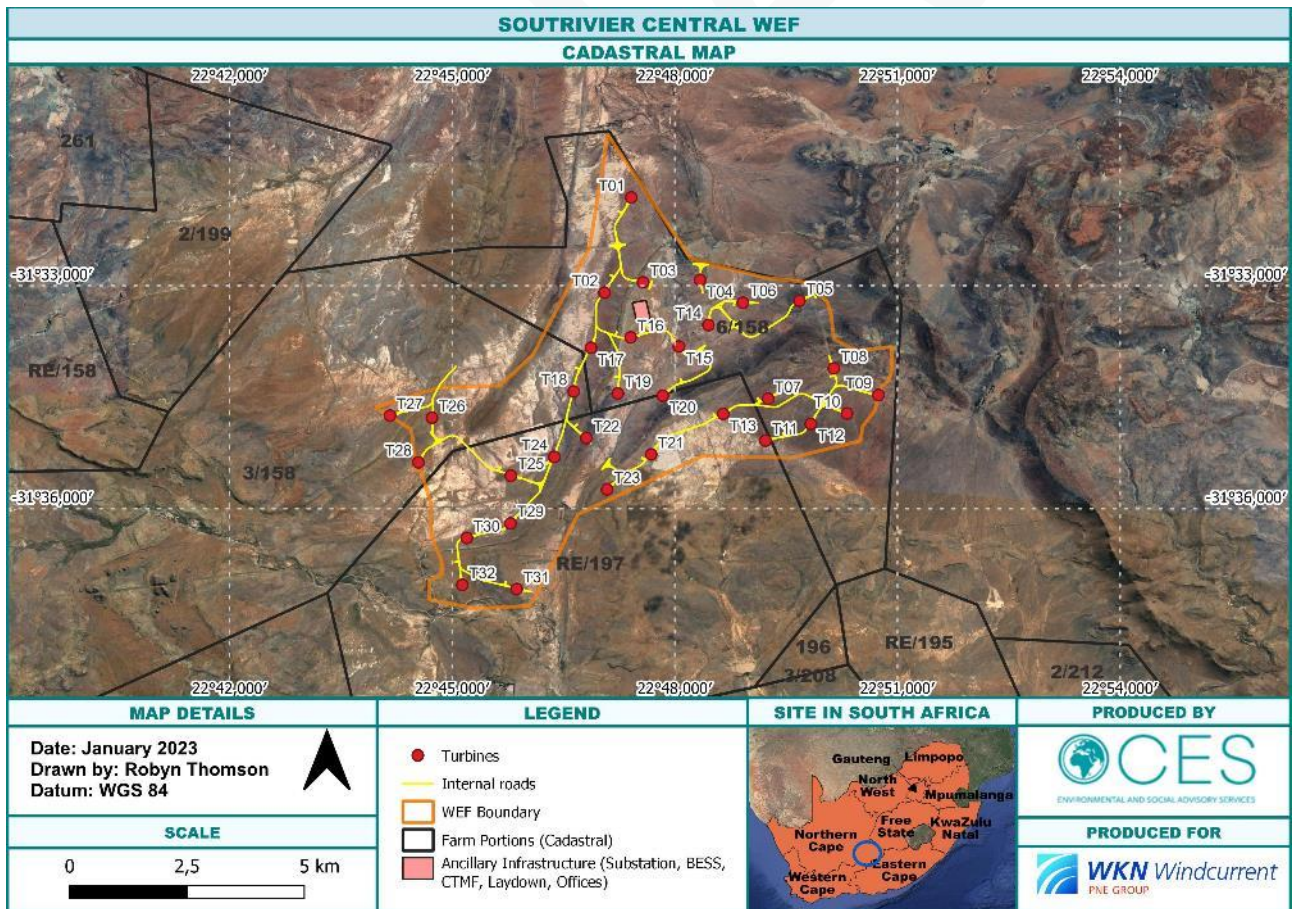 SOUTRIVIER CENTRAL WEF
CADASTRAL MAP
22°42,000′ 22°45,000′ 22°48,000′ 22°51,000′ 22°54,000′
261
2/199
T01
-31°33,000′ -31°33,000′
T02 T03 T04 T06 T05
T14 6/158
T16
T17 T15
RE/158
T08
T18 T19 T09
T20 T07
T27 T26 T10
T22 T13 T11 T12
T28 T24 T21
3/158 T25 T23
-31°36,000′ -31°36,000′
T29
T30
RE/197
T32 T31
196 RE/195
3/208 2/212
22°42,000′ 22°45,000′ 22°48,000′ 22°51,000′ 22°54,000′
MAP DETAILS
Date: January 2023
Drawn by: Robyn Thomson
Datum: WGS 84
SCALE
0 2,5 5 km
LEGEND
Turbines
Internal roads
WEF Boundary
Farm Portions (Cadastral)
Ancillary Infrastructure (Substation, BESS,
CTMF, Laydown, Offices)
SITE IN SOUTH AFRICA
Gauteng Limpopo
North
West Mpumalanga
Free
State KwaZulu
Natal
Northern
Cape
Eastern
Cape
Western
Cape
PRODUCED BY
CES
ENVIRONMENTAL AND SOCIAL ADVISORY SERVICES
PRODUCED FOR
WKN Windcurrent
PNE GROUP